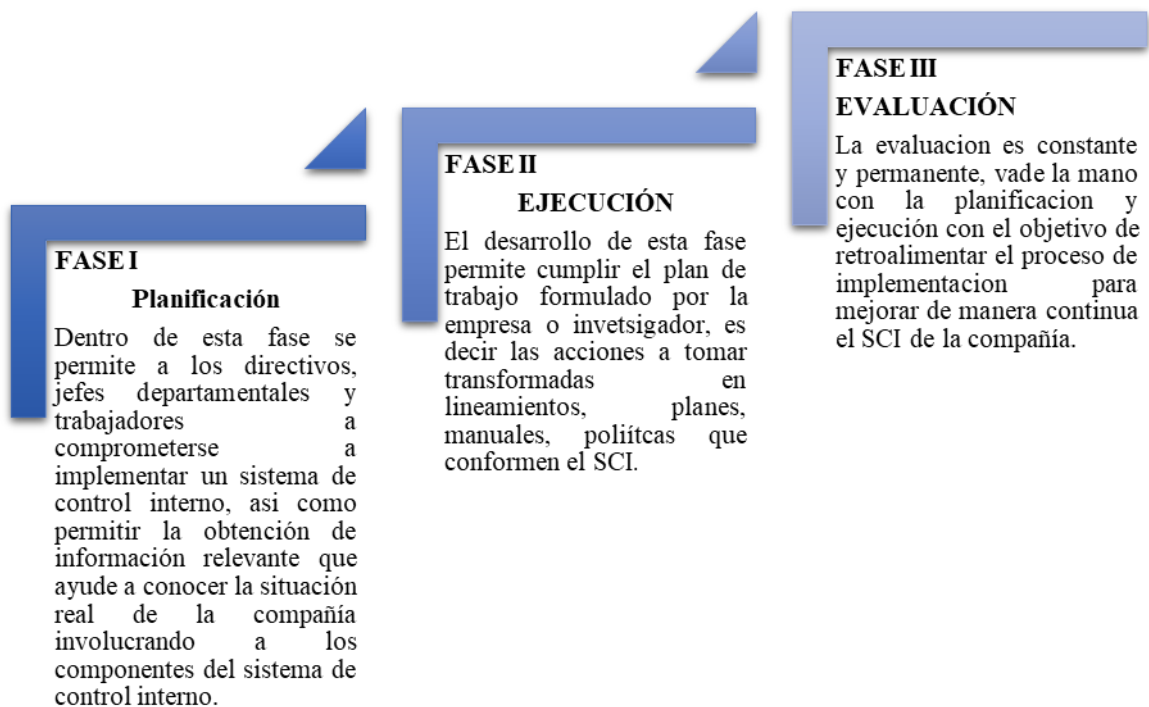 FASE I
Planificación
Dentro de esta fase se
permite a los directivos,
jefes departamentales y
trabajadores a
comprometerse a
implementar un sistema de
control interno, asi como
permitir la obtención de
información relevante que
ayude a conocer la situación
real de la compañía
involucrando a los
componentes del sistema de
control interno.
FASE II
EJECUCIÓN
El desarrollo de esta fase
permite cumplir el plan de
trabajo formulado por la
empresa o invetsigador, es
decir las acciones a tomar
transformadas en
lineamientos, planes,
manuales, poliítcas que
conformen el SCI.
FASE III
EVALUACIÓN
La evaluacion es constante
y permanente, vade la mano
con la planificacion y
ejecución con el objetivo de
retroalimentar el proceso de
implementacion para
mejorar de manera continua
el SCI de la compañía.